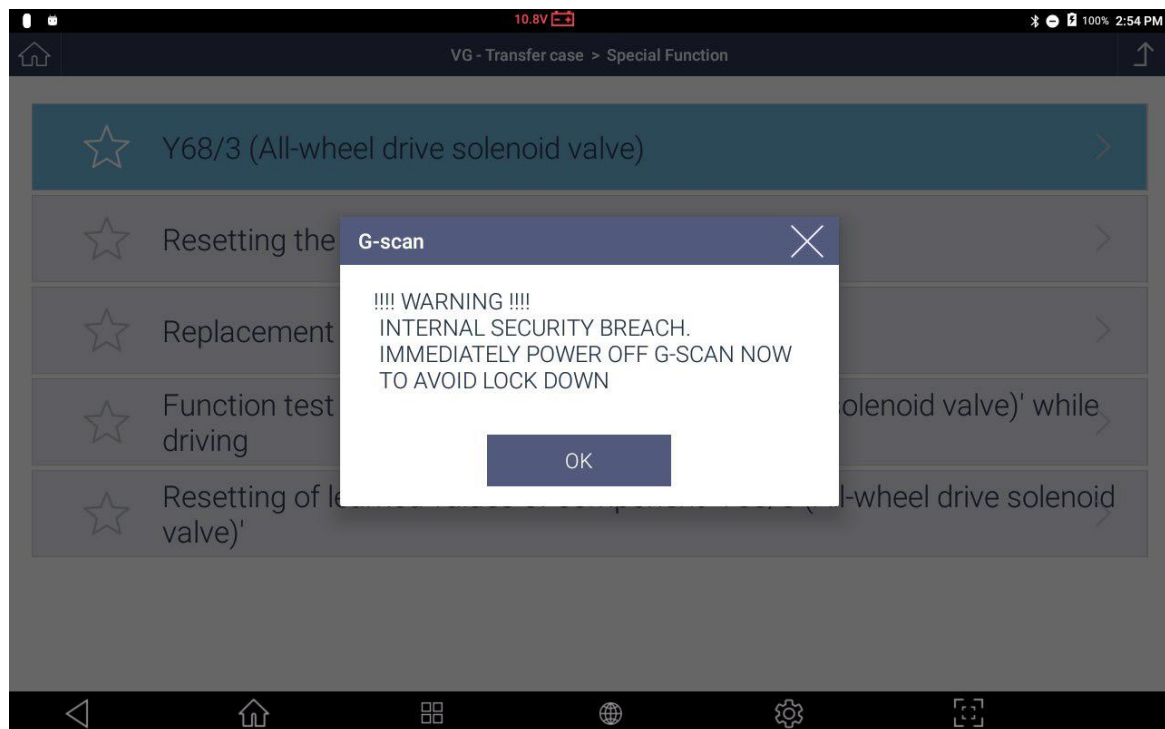 10.8V
100% 2:54 PM
VG - Transfer case > Special Function
Y68/3 (All-wheel drive solenoid valve)
Resetting the
Replacement
Function test
olenoid valve)' while
driving
Resetting of le
l-wheel drive solenoid
valve)'
G-scan
!!!! WARNING !!!!
INTERNAL SECURITY BREACH.
IMMEDIATELY POWER OFF G-SCAN NOW
TO AVOID LOCK DOWN
OK